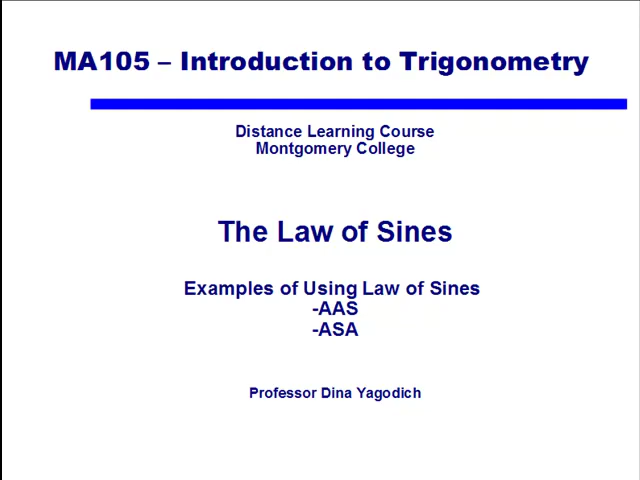 MA105 – Introduction to Trigonometry
Distance Learning Course
Montgomery College
The Law of Sines
Examples of Using Law of Sines
-AAS
-ASA
Professor Dina Yagodich